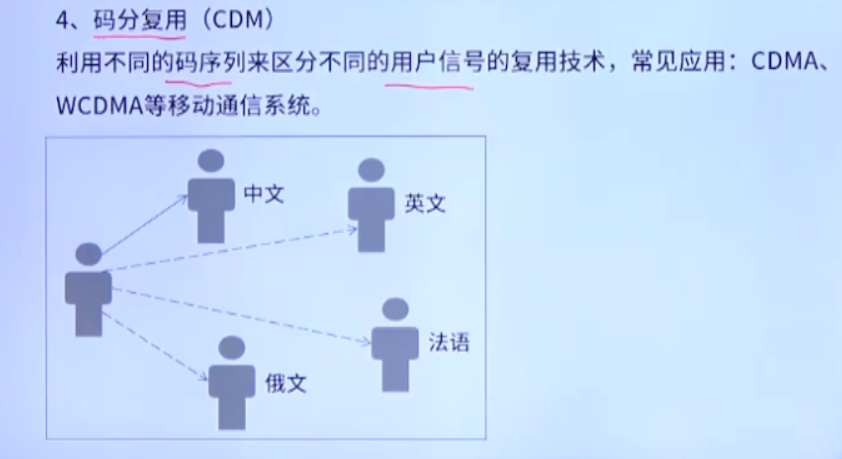 4、码分复用（CDM）
利用不同的码序列来区分不同的用户信号的复用技术，常见应用：CDMA、
WCDMA等移动通信系统。
中文
英文
法语
俄文